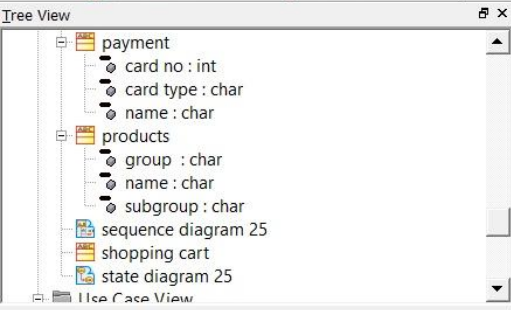 Tree View
payment
card no : int
card type : char
name : char
products
group : char
name : char
subgroup : char
sequence diagram 25
shopping cart
state diagram 25
Use Case View